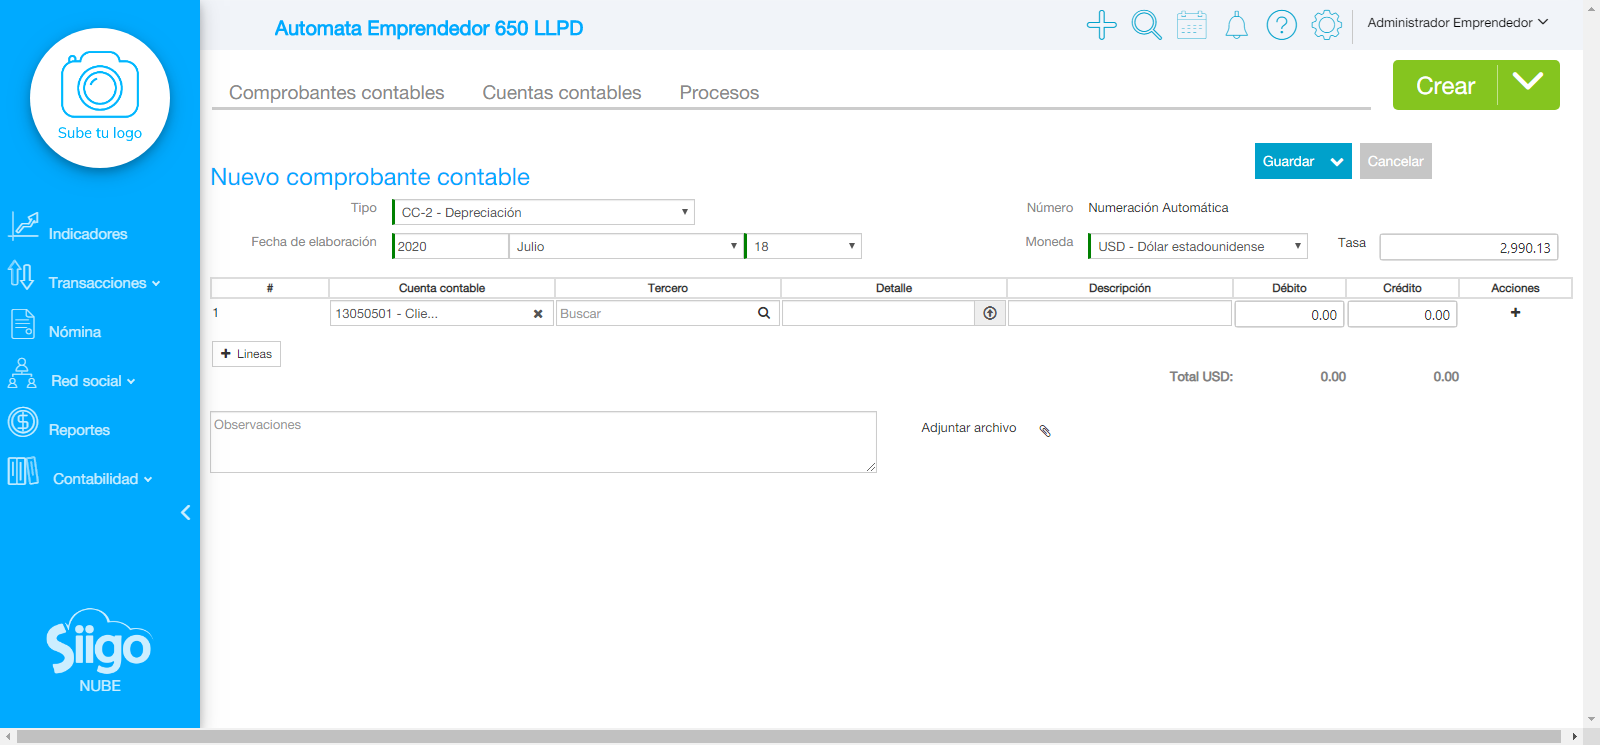 Automata Emprendedor 650 LLPD
Administrador Emprendedor
Sube tu logo
Comprobantes contables Cuentas contables Procesos
Crear
Guardar Cancelar
Nuevo comprobante contable
Tipo CC-2 - Depreciación Número Numeración Automática
Fecha de elaboración 2020 Julio 18 Moneda USD - Dólar estadounidense Tasa 2,990.13
# Cuenta contable Tercero Detalle Descripción Débito Crédito Acciones
1 13050501 - Clie... Buscar 0.00 0.00
Lineas
Total USD: 0.00 0.00
Observaciones
Adjuntar archivo
Indicadores
Transacciones
Nómina
Red social
Reportes
Contabilidad
Siigo
NUBE